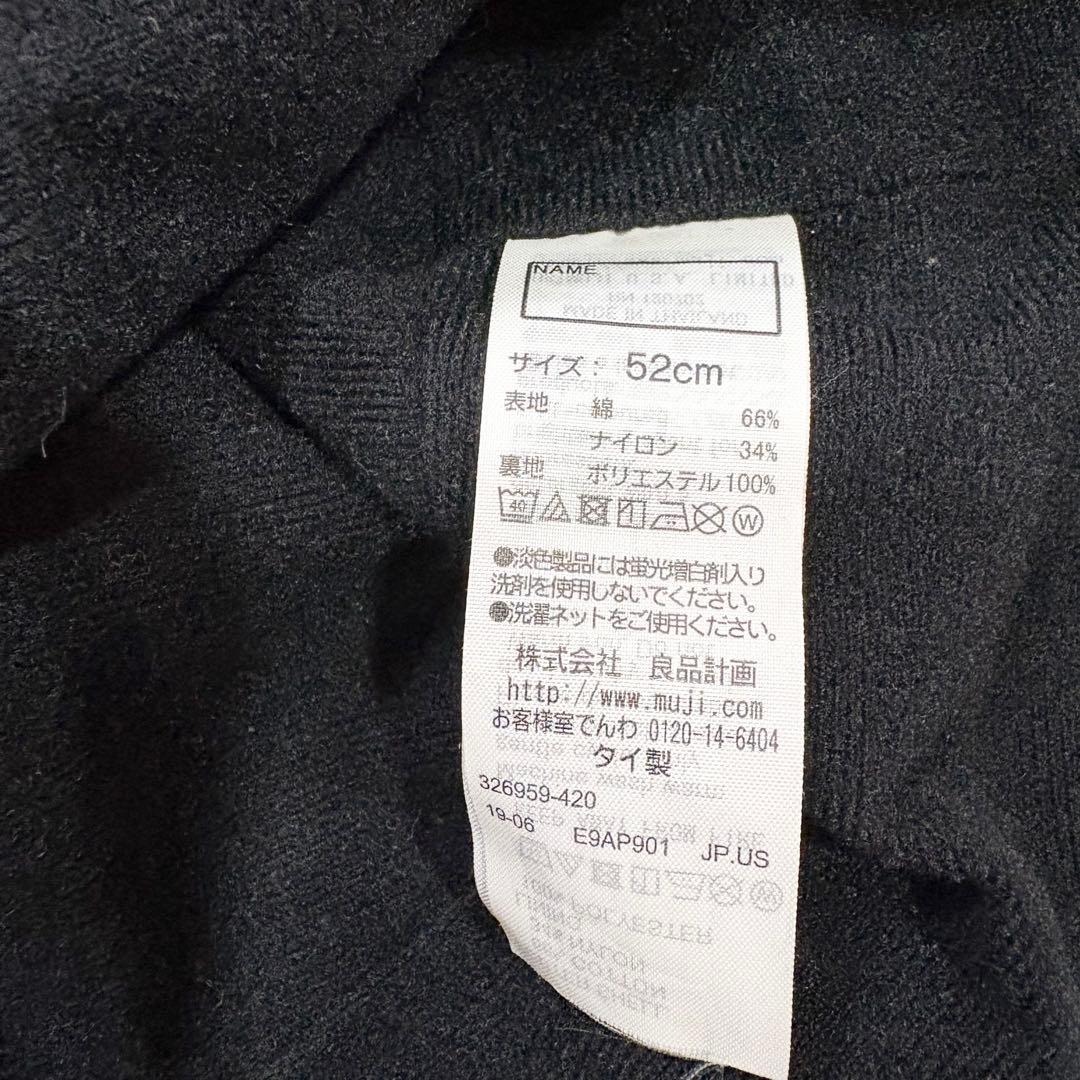 NAME
サイズ： 52cm
表地 綿 66%
ナイロン 34%
裏地 ポリエステル 100%
40
W
●淡色製品には蛍光増白剤入り
洗剤を使用しないでください。
●洗濯ネットをご使用ください。
株式会社 良品計画
http://www.muji.com
お客様室でんわ 0120-14-6404
タイ製
326959-420
19-06 E9AP901 JP.US